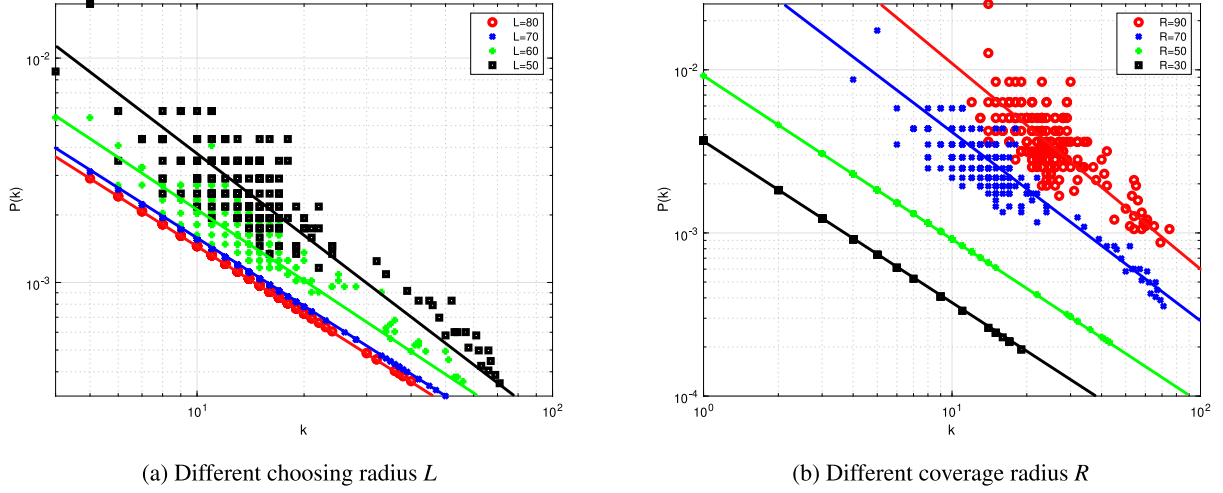 L=80
L=70
L=60
L=50
10^-2
10^-3
P(k)
10^1
10^2
k
(a) Different choosing radius L
R=90
R=70
R=50
R=30
10^-2
10^-3
10^-4
P(k)
10^0
10^1
10^2
k
(b) Different coverage radius R